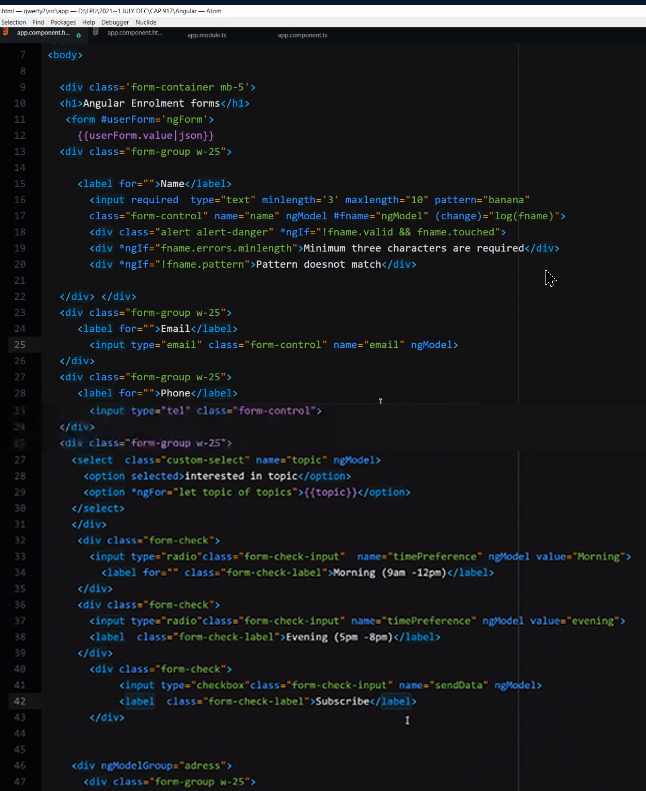 .html — qwerty2\src\app — D:\LPU\2021--1 JULY DEC\CAP 917\Angular — Atom
Selection Find Packages Help Debugger Nuclide
app.component.h... app.component.ht... app.module.ts app.component.ts
7 <body>
8
9 <div class='form-container mb-5'>
10 <h1>Angular Enrolment forms</h1>
11 <form #userForm='ngForm'>
12 {{userForm.value|json}}
13 <div class="form-group w-25">
14
15 <label for="">Name</label>
16 <input required type="text" minlength='3' maxlength="10" pattern="banana"
17 class="form-control" name="name" ngModel #fname="ngModel" (change)="log(fname)">
18 <div class="alert alert-danger" *ngIf="!fname.valid && fname.touched">
19 <div *ngIf="fname.errors.minlength">Minimum three characters are required</div>
20 <div *ngIf="!fname.pattern">Pattern doesnot match</div>
21
22 </div> </div>
23 <div class="form-group w-25">
24 <label for="">Email</label>
25 <input type="email" class="form-control" name="email" ngModel>
26 </div>
27 <div class="form-group w-25">
28 <label for="">Phone</label>
23 <input type="tel" class="form-control">
24 </div>
25 <div class="form-group w-25">
27 <select class="custom-select" name="topic" ngModel>
28 <option selected>interested in topic</option>
29 <option *ngFor="let topic of topics">{{topic}}</option>
30 </select>
31 </div>
32 <div class="form-check">
33 <input type="radio"class="form-check-input" name="timePreference" ngModel value="Morning">
34 <label for="" class="form-check-label">Morning (9am -12pm)</label>
35 </div>
36 <div class="form-check">
37 <input type="radio"class="form-check-input" name="timePreference" ngModel value="evening">
38 <label class="form-check-label">Evening (5pm -8pm)</label>
39 </div>
40 <div class="form-check">
41 <input type="checkbox"class="form-check-input" name="sendData" ngModel>
42 <label class="form-check-label">Subscribe</label>
43 </div>
44
45
46 <div ngModelGroup="adress">
47 <div class="form-group w-25">